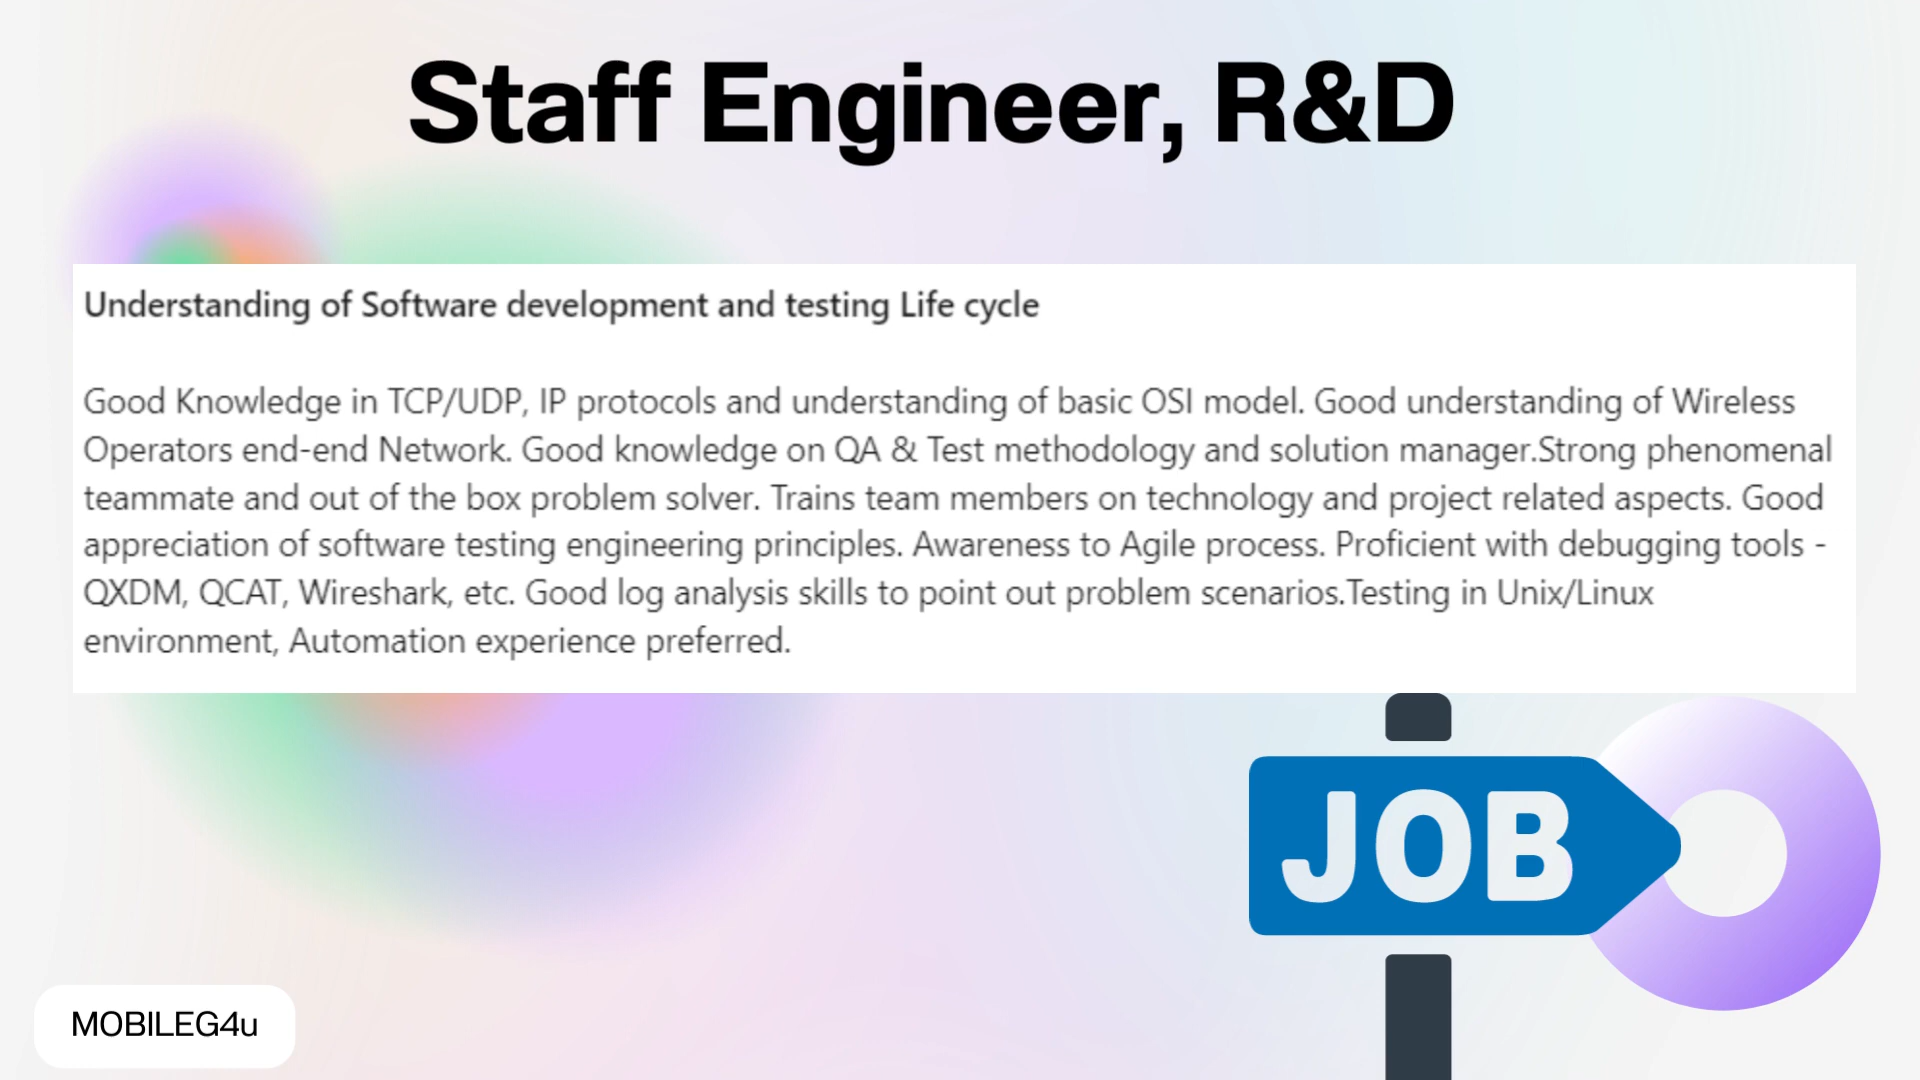 Staff Engineer, R&D
Understanding of Software development and testing Life cycle
Good Knowledge in TCP/UDP, IP protocols and understanding of basic OSI model. Good understanding of Wireless
Operators end-end Network. Good knowledge on QA & Test methodology and solution manager.Strong phenomenal
teammate and out of the box problem solver. Trains team members on technology and project related aspects. Good
appreciation of software testing engineering principles. Awareness to Agile process. Proficient with debugging tools -
QXDM, QCAT, Wireshark, etc. Good log analysis skills to point out problem scenarios.Testing in Unix/Linux
environment, Automation experience preferred.
JOB
MOBILEG4u